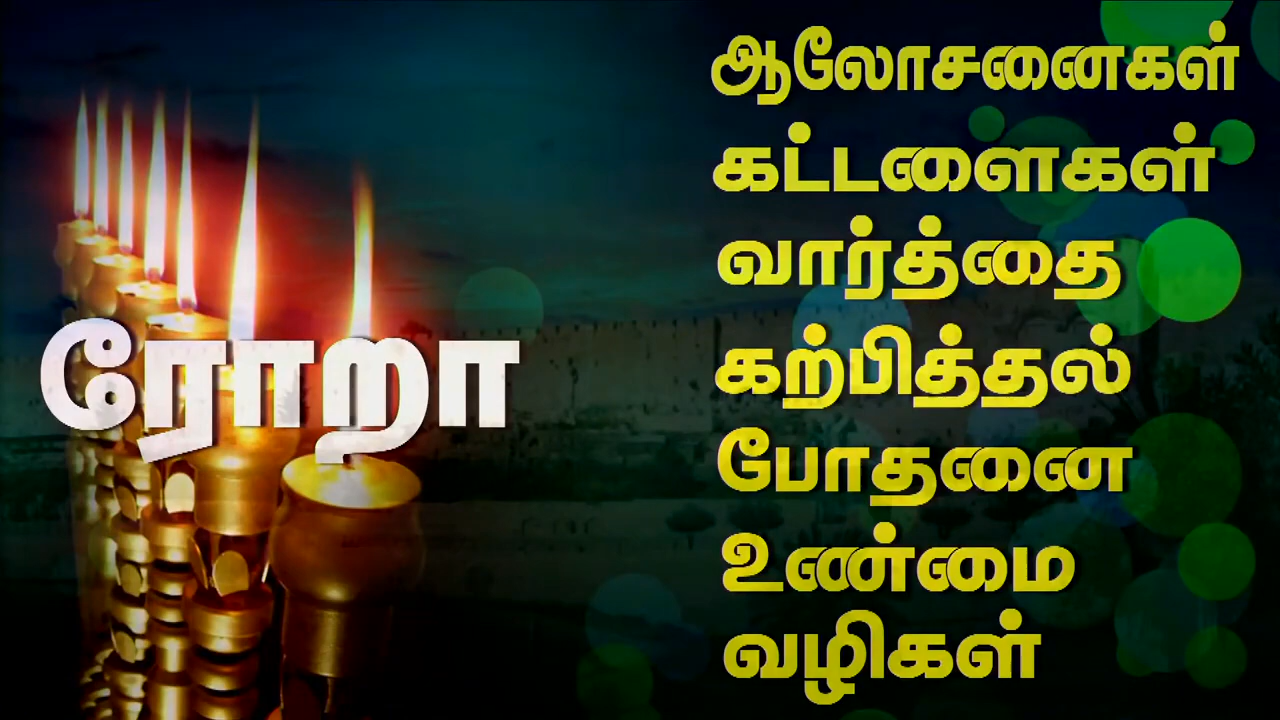 ரோறா
ஆலோசனைகள்
கட்டளைகள்
வார்த்தை
கற்பித்தல்
போதனை
உண்மை
வழிகள்